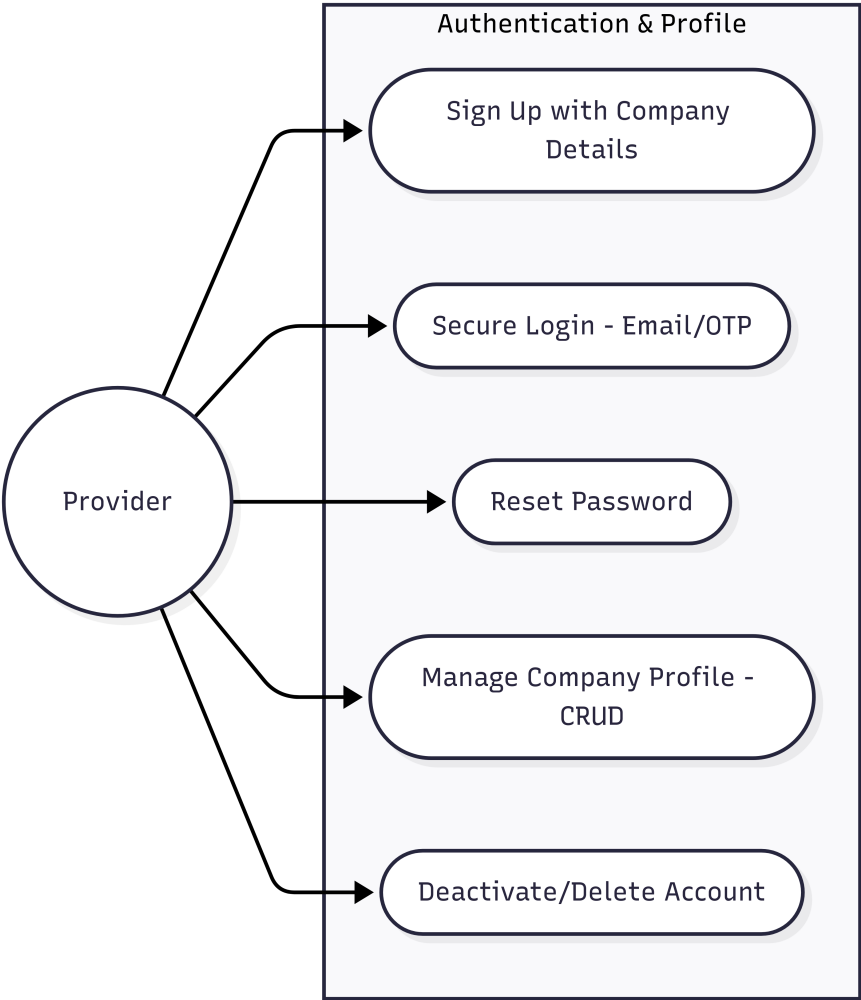 Authentication & Profile
Sign Up with Company
Details
Secure Login - Email/OTP
Provider
Reset Password
Manage Company Profile -
CRUD
Deactivate/Delete Account